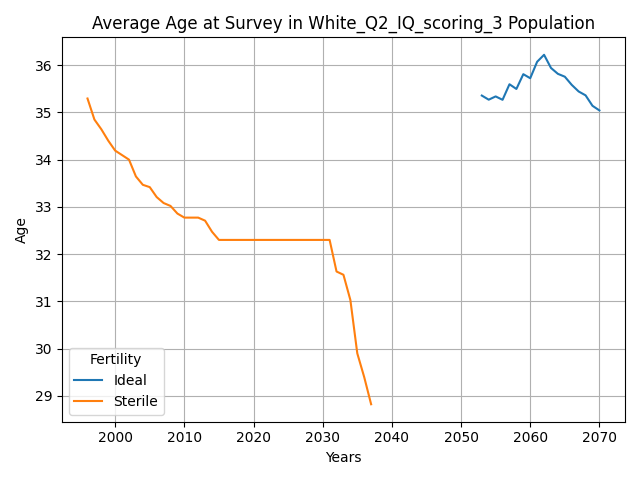 Average Age at Survey in White_Q2_IQ_scoring_3 Population
Age
36
35
34
33
32
31
30
29
Fertility
Ideal
Sterile
2000 2010 2020 2030 2040 2050 2060 2070
Years